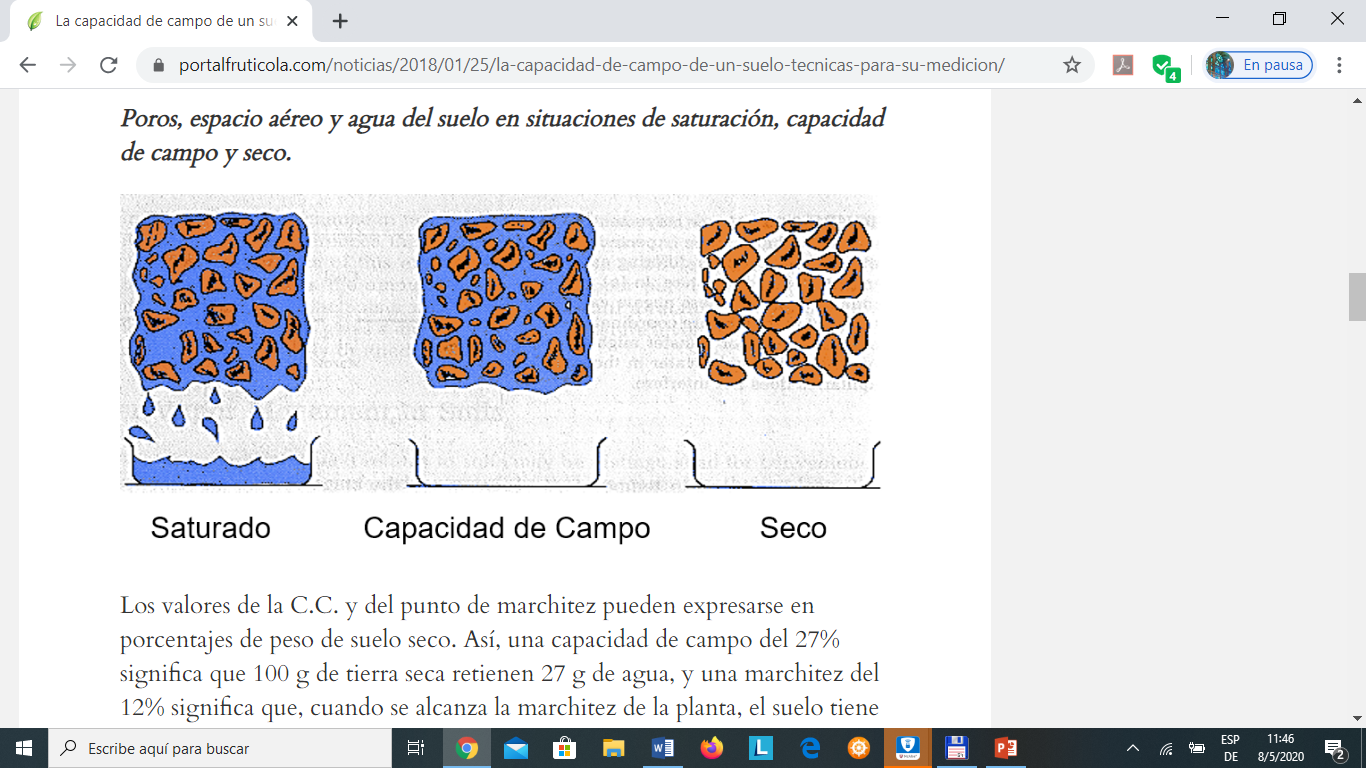 La capacidad de campo de un su
portalfruticola.com/noticias/2018/01/25/la-capacidad-de-campo-de-un-suelo-tecnicas-para-su-medicion/
4
En pausa
Poros, espacio aéreo y agua del suelo en situaciones de saturación, capacidad
de campo y seco.
Saturado
Capacidad de Campo
Seco
Los valores de la C.C. y del punto de marchitez pueden expresarse en
porcentajes de peso de suelo seco. Así, una capacidad de campo del 27%
significa que 100 g de tierra seca retienen 27 g de agua, y una marchitez del
12% significa que, cuando se alcanza la marchitez de la planta, el suelo tiene
Escribe aquí para buscar
ESP
DE
11:46
8/5/2020
2